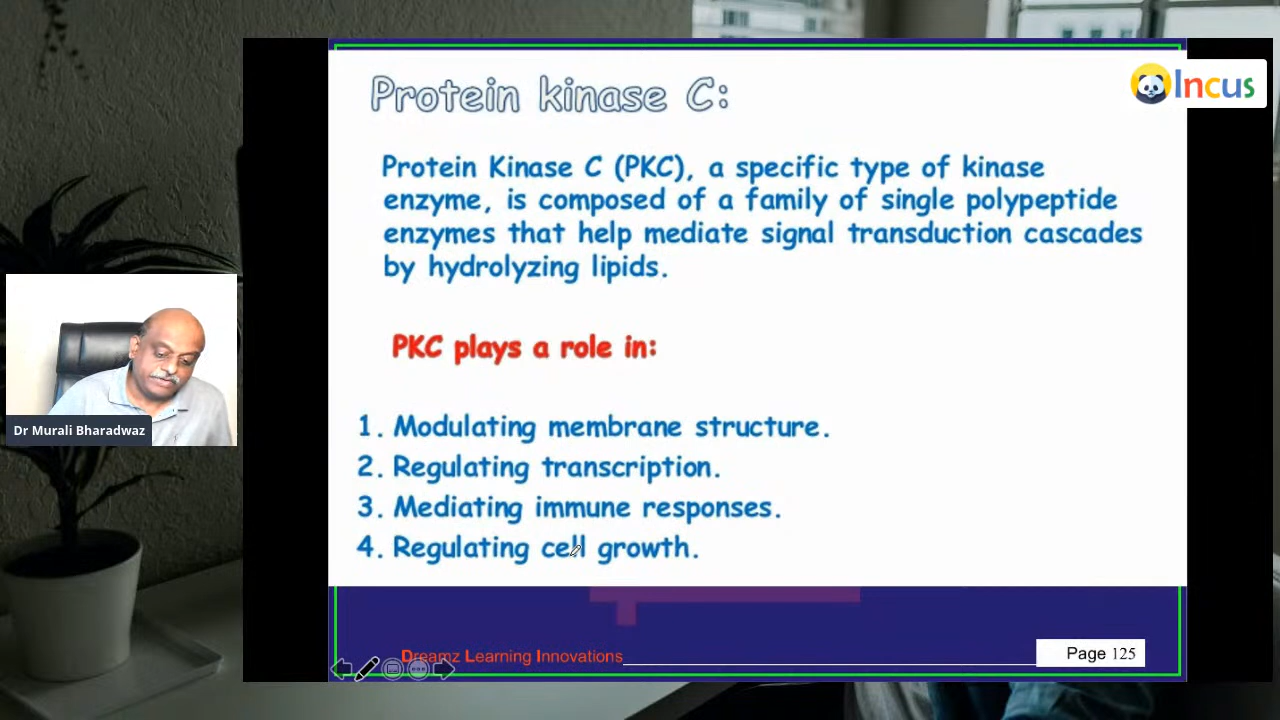 Protein kinase C:
Incus
Protein Kinase C (PKC), a specific type of kinase
enzyme, is composed of a family of single polypeptide
enzymes that help mediate signal transduction cascades
by hydrolyzing lipids.
PKC plays a role in:
1. Modulating membrane structure.
2. Regulating transcription.
3. Mediating immune responses.
4. Regulating cell growth.
Dr Murali Bharadwaz
Dreamz Learning Innovations
Page 125